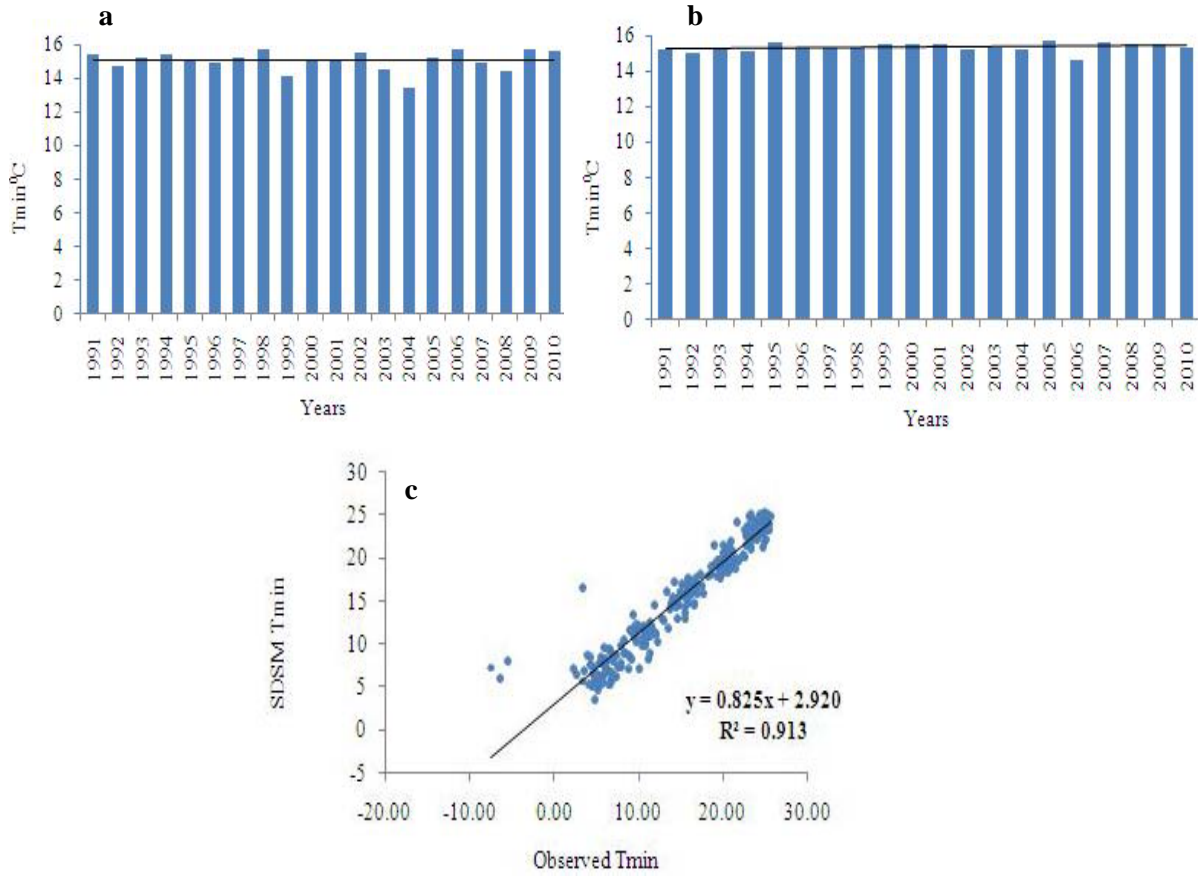 a
16
14
12
10
8
6
4
2
0
Tmin⁰C
1991 1992 1993 1994 1995 1996 1997 1998 1999 2000 2001 2002 2003 2004 2005 2006 2007 2008 2009 2010
Years
b
16
14
12
10
8
6
4
2
0
Tmin⁰C
1991 1992 1993 1994 1995 1996 1997 1998 1999 2000 2001 2002 2003 2004 2005 2006 2007 2008 2009 2010
Years
c
30
25
20
15
10
5
0
-5
SDSM Tmin
y = 0.825x + 2.920
R² = 0.913
-20.00 -10.00 0.00 10.00 20.00 30.00
Observed Tmin